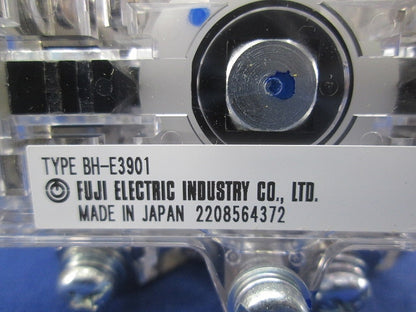 TYPE BH-E3901
FUJI ELECTRIC INDUSTRY CO., LTD.
MADE IN JAPAN 2208564372